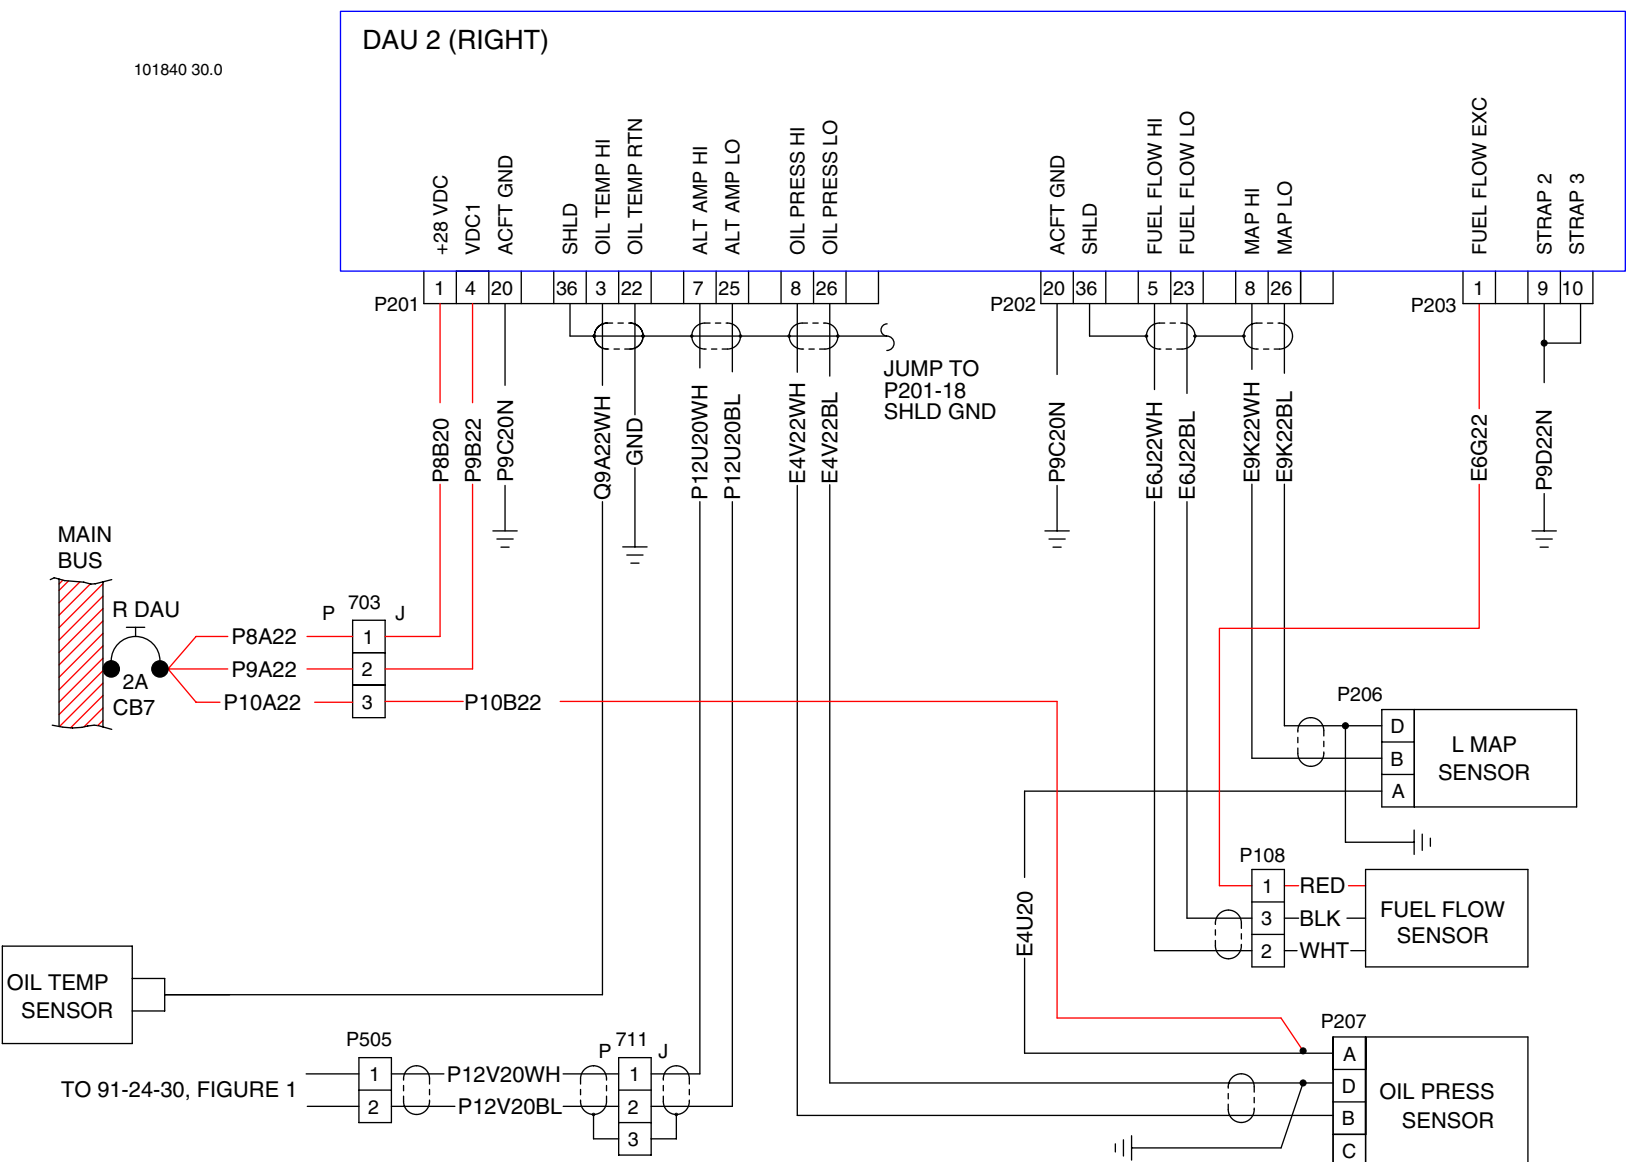 DAU 2 (RIGHT)
101840 30.0
+28 VDC
VDC1
ACFT GND
SHLD
OIL TEMP HI
OIL TEMP RTN
ALT AMP HI
ALT AMP LO
OIL PRESS HI
OIL PRESS LO
ACFT GND
SHLD
FUEL FLOW HI
FUEL FLOW LO
MAP HI
MAP LO
FUEL FLOW EXC
STRAP 2
STRAP 3
P201
1 4 20 36 3 22 7 25 8 26
P202
20 36 5 23 8 26
P203
1 9 10
JUMP TO
P201-18
SHLD GND
P8B20
P9B22
P9C20N
Q9A22WH
GND
P12U20WH
P12U20BL
E4V22WH
E4V22BL
P9C20N
E6J22WH
E6J22BL
E9K22WH
E9K22BL
E6G22
P9D22N
MAIN
BUS
R DAU
2A
CB7
P 703 J
P8A22 1
P9A22 2
P10A22 3 P10B22
P206
D
B
A
L MAP
SENSOR
P108
1 RED
3 BLK
2 WHT
FUEL FLOW
SENSOR
E4U20
OIL TEMP
SENSOR
P207
A
D
B
C
OIL PRESS
SENSOR
P505
P 711 J
1 P12V20WH 1
2 P12V20BL 2
3
TO 91-24-30, FIGURE 1